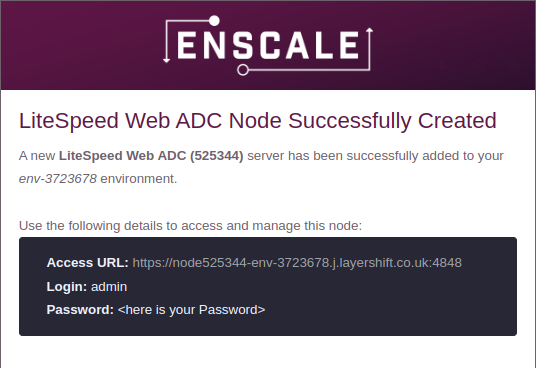 ENSCALE
LiteSpeed Web ADC Node Successfully Created
A new LiteSpeed Web ADC (525344) server has been successfully added to your
env-3723678 environment.
Use the following details to access and manage this node:
Access URL: https://node525344-env-3723678.j.layershift.co.uk:4848
Login: admin
Password: <here is your Password>